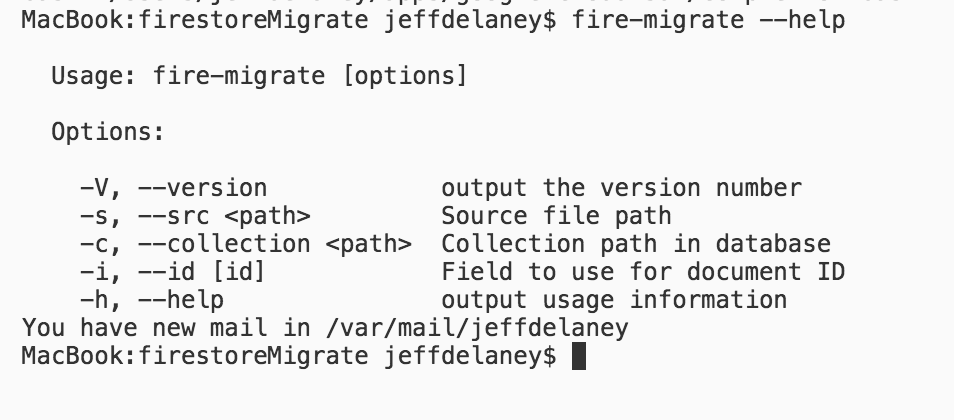 MacBook:firestoreMigrate jeffdelaney$ fire-migrate --help
Usage: fire-migrate [options]
Options:
-V, --version output the version number
-s, --src <path> Source file path
-c, --collection <path> Collection path in database
-i, --id [id] Field to use for document ID
-h, --help output usage information
You have new mail in /var/mail/jeffdelaney
MacBook:firestoreMigrate jeffdelaney$